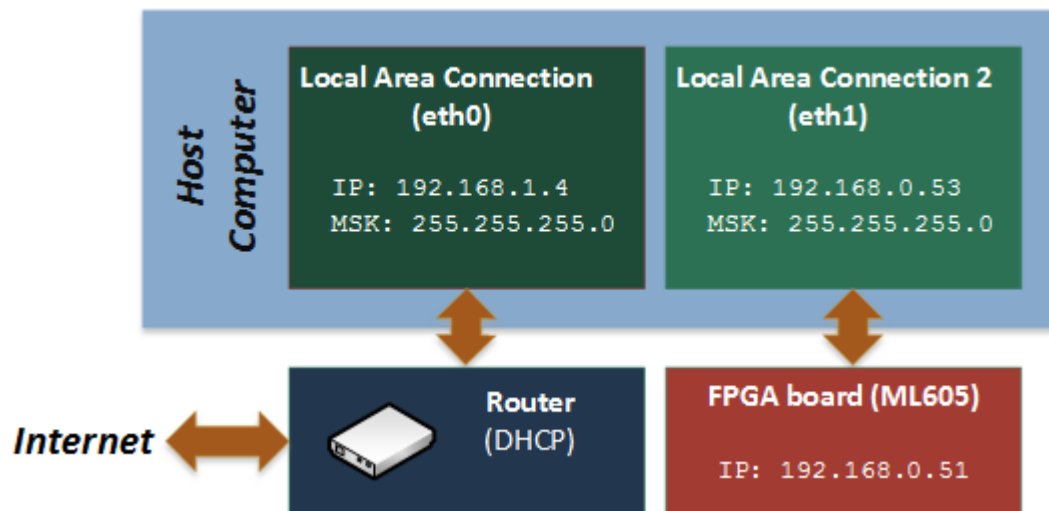 Host
Computer
Local Area Connection
(eth0)
IP: 192.168.1.4
MSK: 255.255.255.0
Local Area Connection 2
(eth1)
IP: 192.168.0.53
MSK: 255.255.255.0
Internet
Router
(DHCP)
FPGA board (ML605)
IP: 192.168.0.51